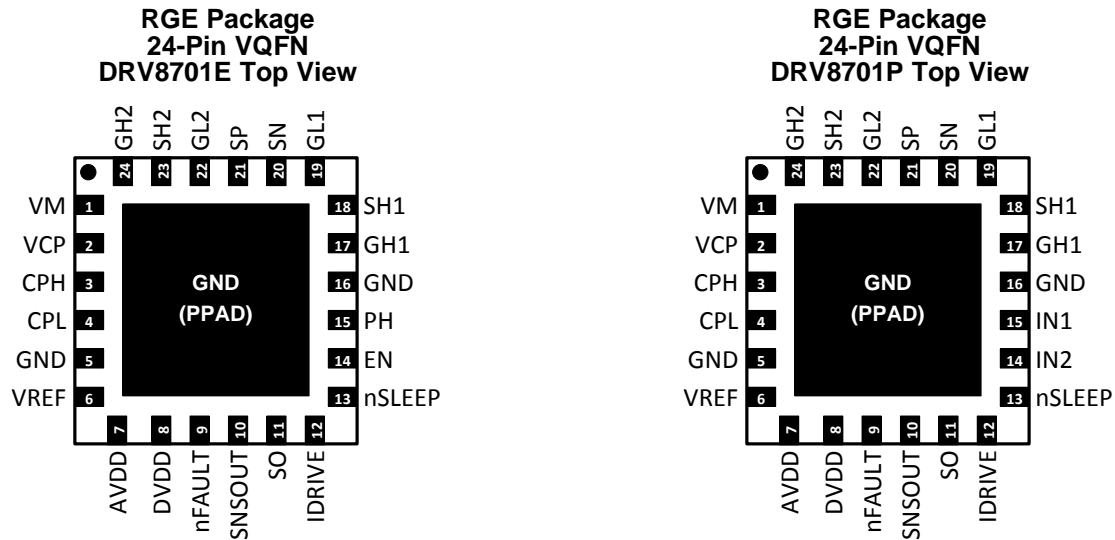 RGE Package
24-Pin VQFN
DRV8701E Top View
GH2
SH2
GL2
SP
SN
GL1
24
23
22
21
20
19
VM 1
VCP 2
CPH 3
CPL 4
GND 5
VREF 6
GND
(PPAD)
18 SH1
17 GH1
16 GND
15 PH
14 EN
13 nSLEEP
7
8
9
10
11
12
AVDD
DVDD
nFAULT
SNSOUT
SO
IDRIVE
RGE Package
24-Pin VQFN
DRV8701P Top View
GH2
SH2
GL2
SP
SN
GL1
24
23
22
21
20
19
VM 1
VCP 2
CPH 3
CPL 4
GND 5
VREF 6
GND
(PPAD)
18 SH1
17 GH1
16 GND
15 IN1
14 IN2
13 nSLEEP
7
8
9
10
11
12
AVDD
DVDD
nFAULT
SNSOUT
SO
IDRIVE